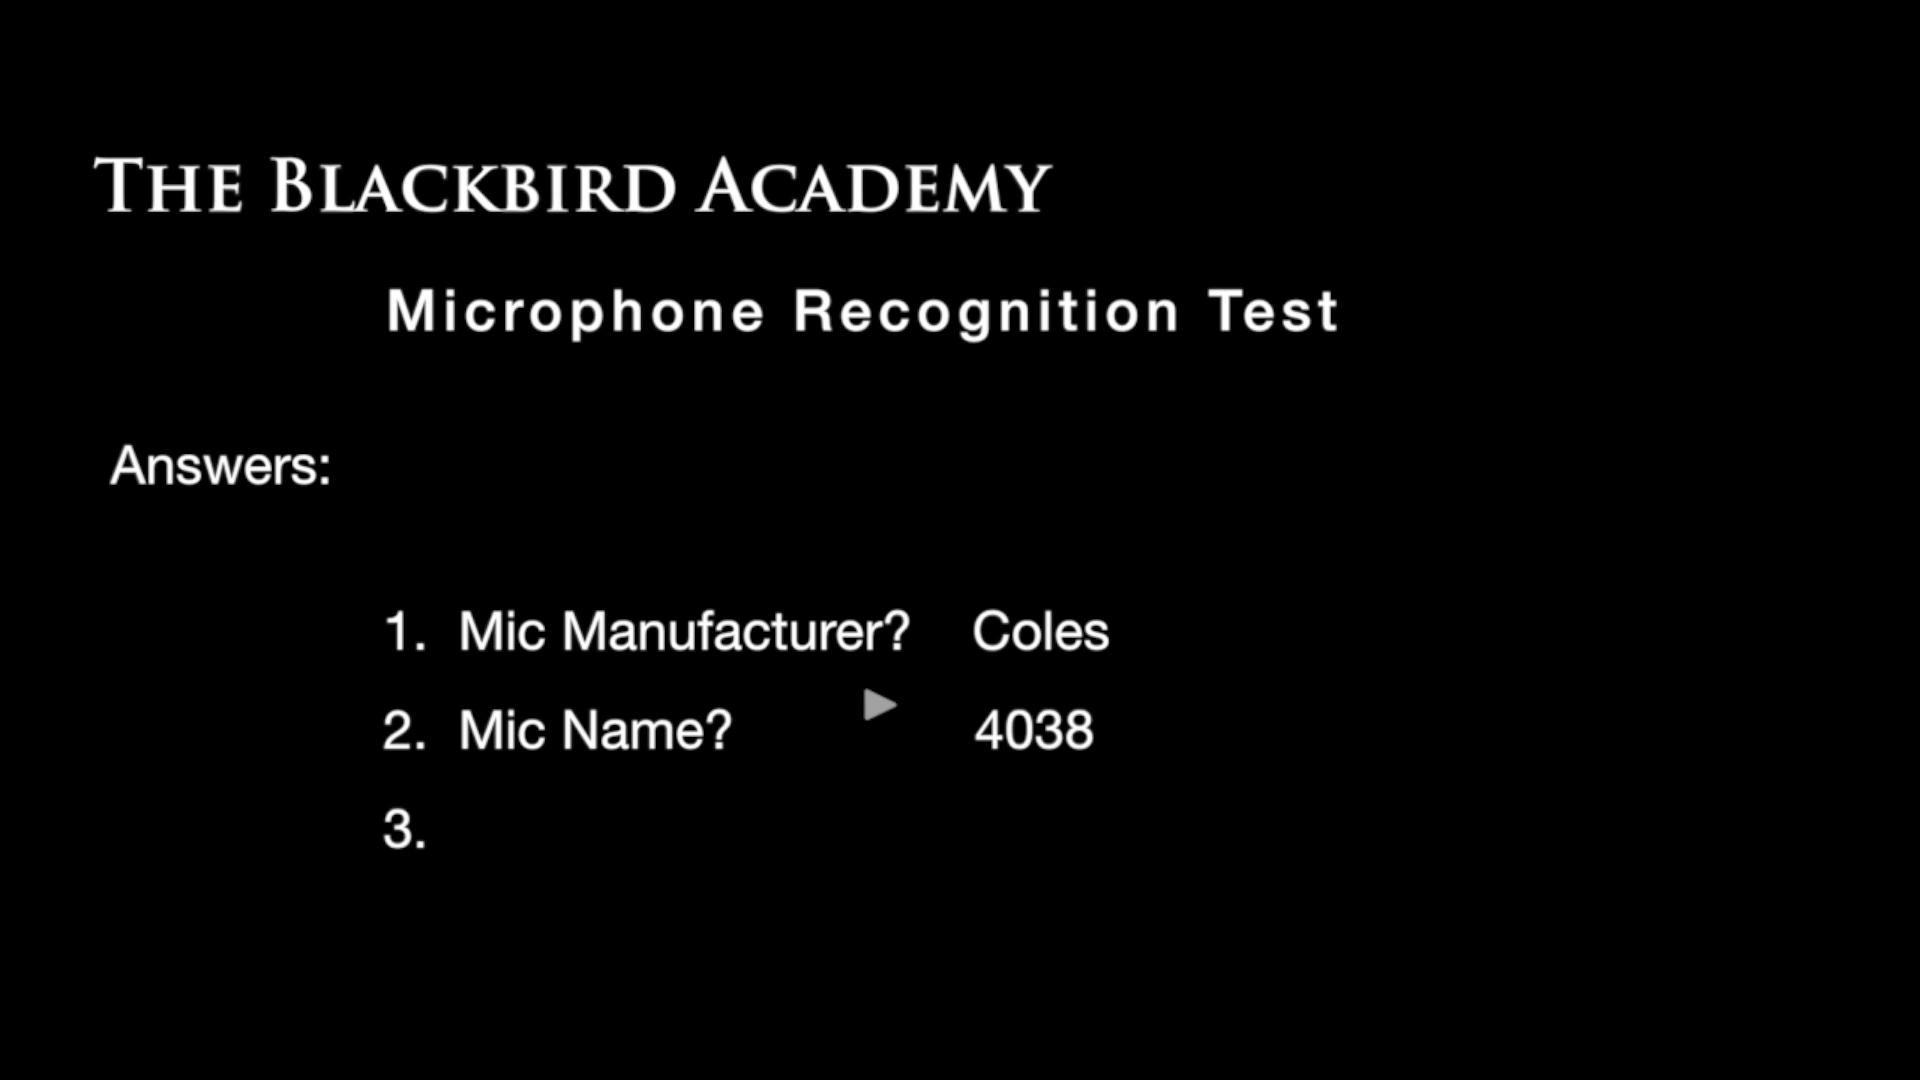 The Blackbird Academy
Microphone Recognition Test
Answers:
1. Mic Manufacturer? Coles
2. Mic Name? 4038
3.